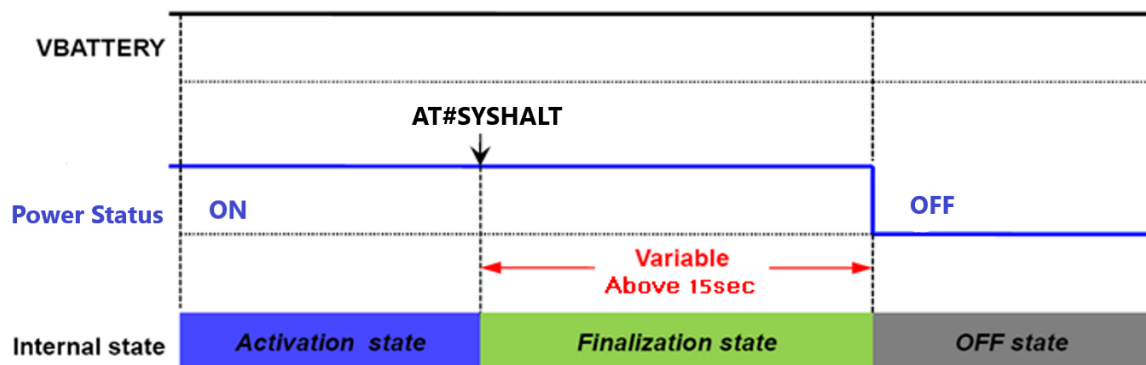 VBATTERY
AT#SYSHALT
Power Status
ON
OFF
Variable
Above 15sec
Internal state
Activation state
Finalization state
OFF state